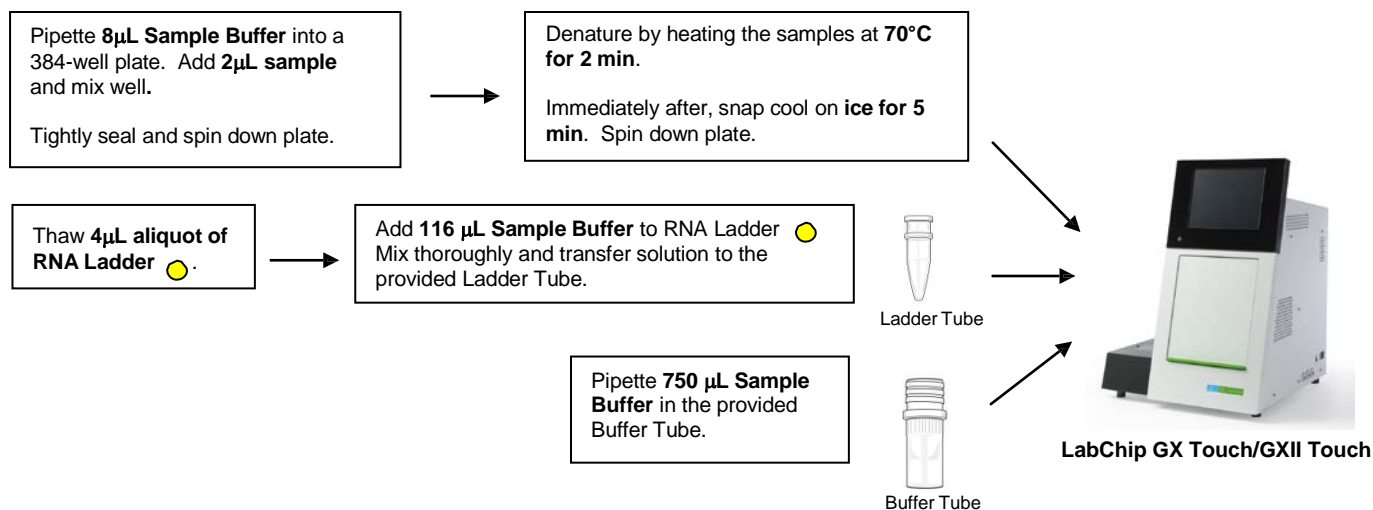 Pipette 8μL Sample Buffer into a
384-well plate.  Add 2μL sample
and mix well.
Tightly seal and spin down plate.
Denature by heating the samples at 70°C
for 2 min.
Immediately after, snap cool on ice for 5
min.  Spin down plate.
Thaw 4μL aliquot of
RNA Ladder .
Add 116 μL Sample Buffer to RNA Ladder
Mix thoroughly and transfer solution to the
provided Ladder Tube.
Ladder Tube
Pipette 750 μL Sample
Buffer in the provided
Buffer Tube.
Buffer Tube
LabChip GX Touch/GXII Touch